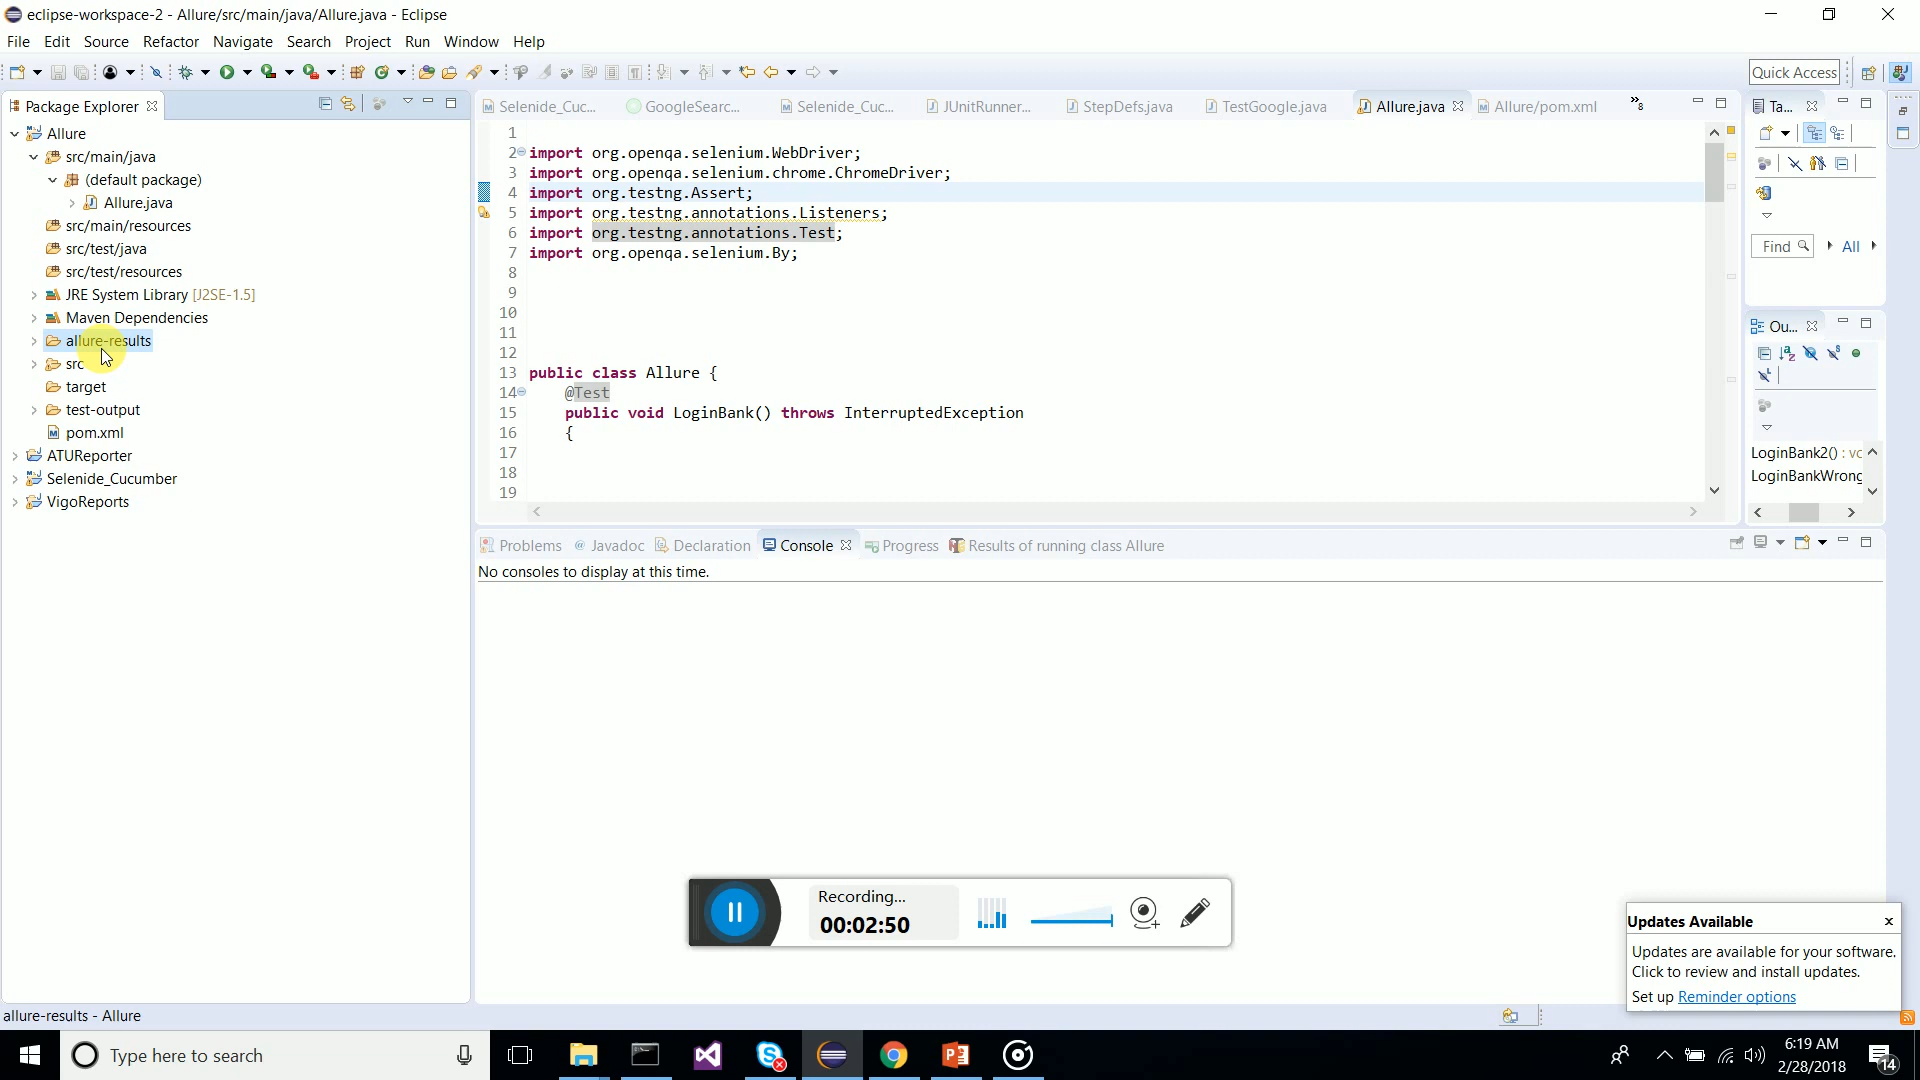 eclipse-workspace-2 - Allure/src/main/java/Allure.java - Eclipse
File Edit Source Refactor Navigate Search Project Run Window Help
Quick Access
Package Explorer
Selenide_Cuc... GoogleSearc... Selenide_Cuc... JUnitRunner... StepDefs.java TestGoogle.java Allure.java Allure/pom.xml »8
Ta...
Allure
src/main/java
(default package)
Allure.java
src/main/resources
src/test/java
src/test/resources
JRE System Library [J2SE-1.5]
Maven Dependencies
allure-results
src
target
test-output
pom.xml
ATUReporter
Selenide_Cucumber
VigoReports
1
2 import org.openqa.selenium.WebDriver;
3 import org.openqa.selenium.chrome.ChromeDriver;
4 import org.testng.Assert;
5 import org.testng.annotations.Listeners;
6 import org.testng.annotations.Test;
7 import org.openqa.selenium.By;
8
9
10
11
12
13 public class Allure {
14 @Test
15 public void LoginBank() throws InterruptedException
16 {
17
18
19
Find All
Ou...
LoginBank2() : vc
LoginBankWrong
Problems @ Javadoc Declaration Console Progress Results of running class Allure
No consoles to display at this time.
Recording...
00:02:50
Updates Available
Updates are available for your software.
Click to review and install updates.
Set up Reminder options
allure-results - Allure
Type here to search
6:19 AM
2/28/2018
14